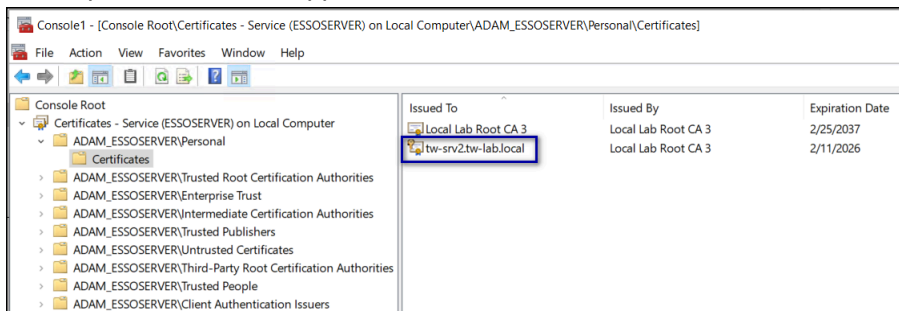 Console1 - [Console Root\Certificates - Service (ESSOSERVER) on Local Computer\ADAM_ESSOSERVER\Personal\Certificates]
File Action View Favorites Window Help
Console Root
Certificates - Service (ESSOSERVER) on Local Computer
ADAM_ESSOSERVER\Personal
Certificates
ADAM_ESSOSERVER\Trusted Root Certification Authorities
ADAM_ESSOSERVER\Enterprise Trust
ADAM_ESSOSERVER\Intermediate Certification Authorities
ADAM_ESSOSERVER\Trusted Publishers
ADAM_ESSOSERVER\Untrusted Certificates
ADAM_ESSOSERVER\Third-Party Root Certification Authorities
ADAM_ESSOSERVER\Trusted People
ADAM_ESSOSERVER\Client Authentication Issuers
Issued To Issued By Expiration Date
Local Lab Root CA 3 Local Lab Root CA 3 2/25/2037
tw-srv2.tw-lab.local Local Lab Root CA 3 2/11/2026